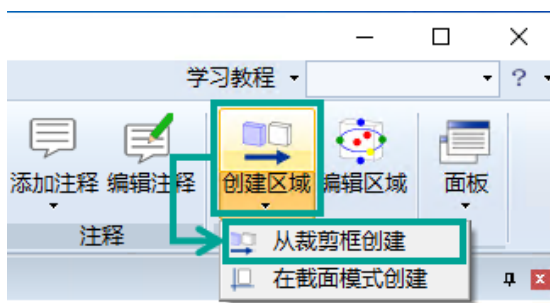 学习教程
?
添加注释 编辑注释 创建区域 编辑区域 面板
注释
从裁剪框创建
在截面模式创建